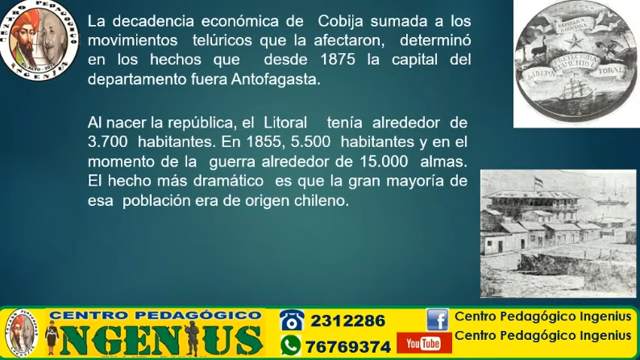 La decadencia económica de Cobija sumada a los
movimientos telúricos que la afectaron, determinó
en los hechos que desde 1875 la capital del
departamento fuera Antofagasta.
Al nacer la república, el Litoral tenía alrededor de
3.700 habitantes. En 1855, 5.500 habitantes y en el
momento de la guerra alrededor de 15.000 almas.
El hecho más dramático es que la gran mayoría de
esa población era de origen chileno.
CENTRO PEDAGÓGICO
INGENIUS
2312286
76769374
f Centro Pedagógico Ingenius
YouTube Centro Pedagógico Ingenius